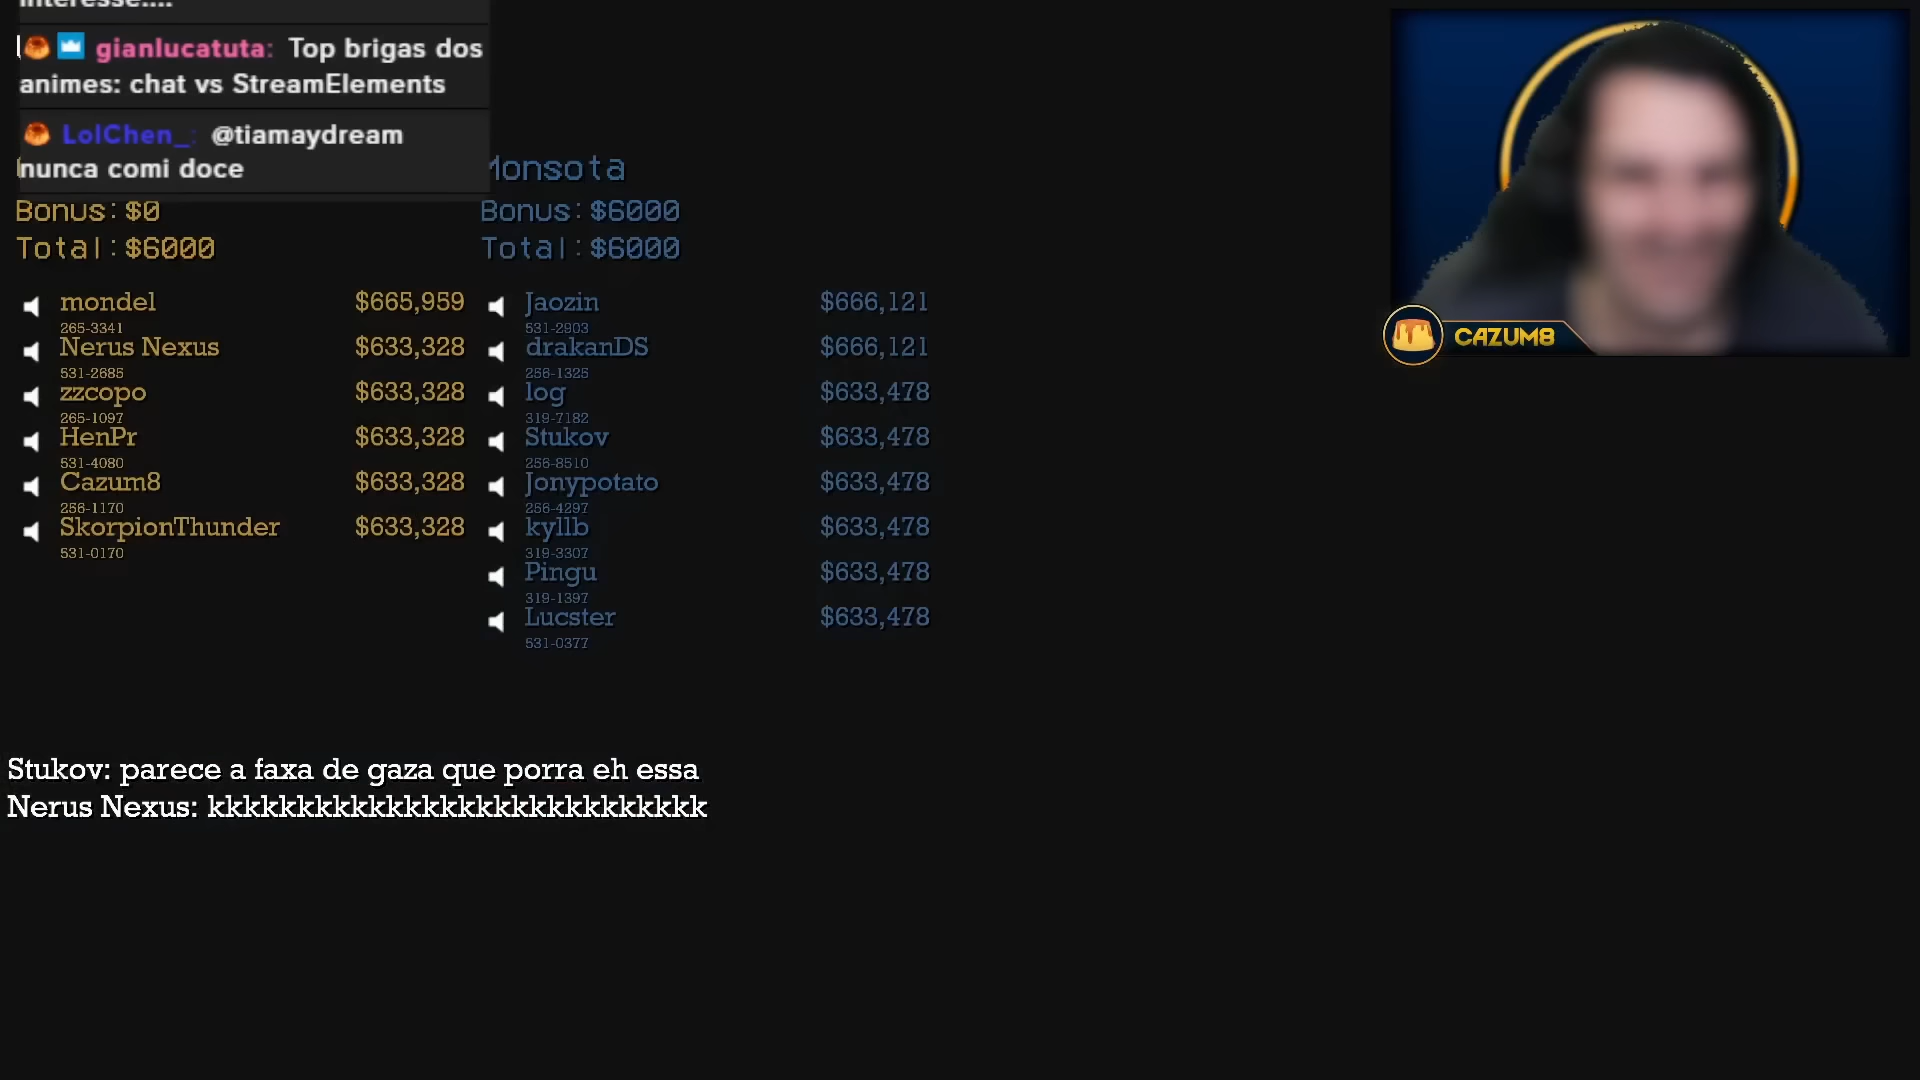 interesse....
gianlucatuta: Top brigas dos
animes: chat vs StreamElements
LolChen_: @tiamaydream
nunca comi doce
Bonus: $0
Total: $6000
mondel $665,959
265-3341
Nerus Nexus $633,328
531-2685
zzcopo $633,328
265-1097
HenPr $633,328
531-4080
Cazum8 $633,328
256-1170
SkorpionThunder $633,328
531-0170
Monsota
Bonus: $6000
Total: $6000
Jaozin $666,121
531-2903
drakanDS $666,121
256-1325
log $633,478
319-7182
Stukov $633,478
256-8510
Jonypotato $633,478
256-4297
kyllb $633,478
319-3307
Pingu $633,478
319-1397
Lucster $633,478
531-0377
CAZUM8
Stukov: parece a faxa de gaza que porra eh essa
Nerus Nexus: kkkkkkkkkkkkkkkkkkkkkkkkkkkk